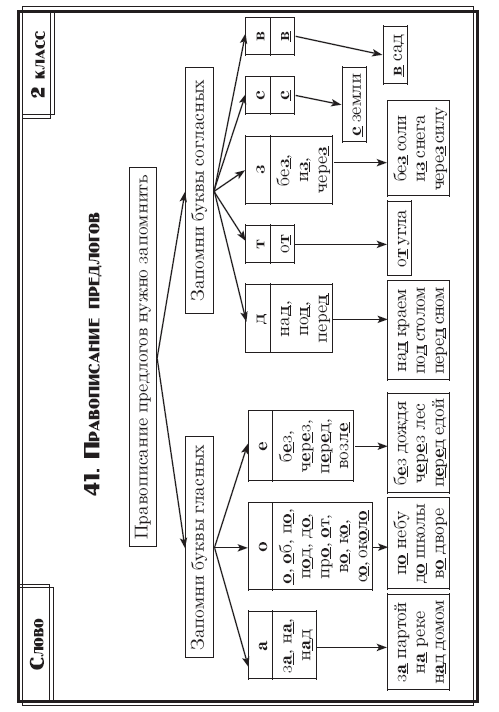 Слово
2 класс
41. Правописание предлогов
Правописание предлогов нужно запомнить
Запомни буквы гласных
Запомни буквы согласных
а
за, на,
над
о
о, об, по,
под, до,
про, от,
во, ко,
со, около
е
без,
через,
перед,
возле
д
над,
под,
перед
т
от
з
без,
из,
через
с
с
в
в
за партой
на реке
над домом
по небу
до школы
во дворе
без дождя
через лес
перед едой
над краем
под столом
перед сном
от угла
без соли
из снега
через силу
с земли
в сад